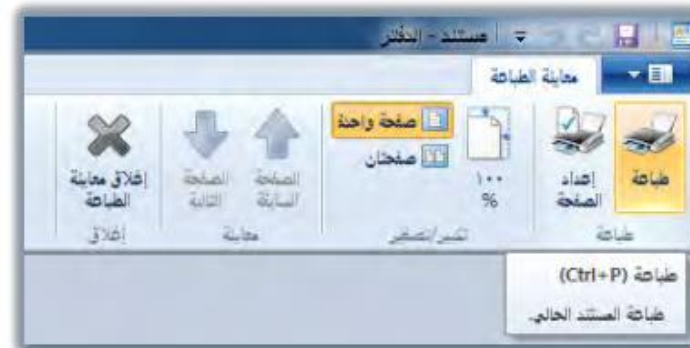 مستند - الدفتر
معاينة الطباعة
طباعة
إعداد الصفحة
طباعة
١٠٠ %
صفحة واحدة
صفحتان
تكبير/تصغير
الصفحة السابقة
الصفحة التالية
معاينة
إغلاق معاينة الطباعة
إغلاق
طباعة (Ctrl+P)
طباعة المستند الحالي.